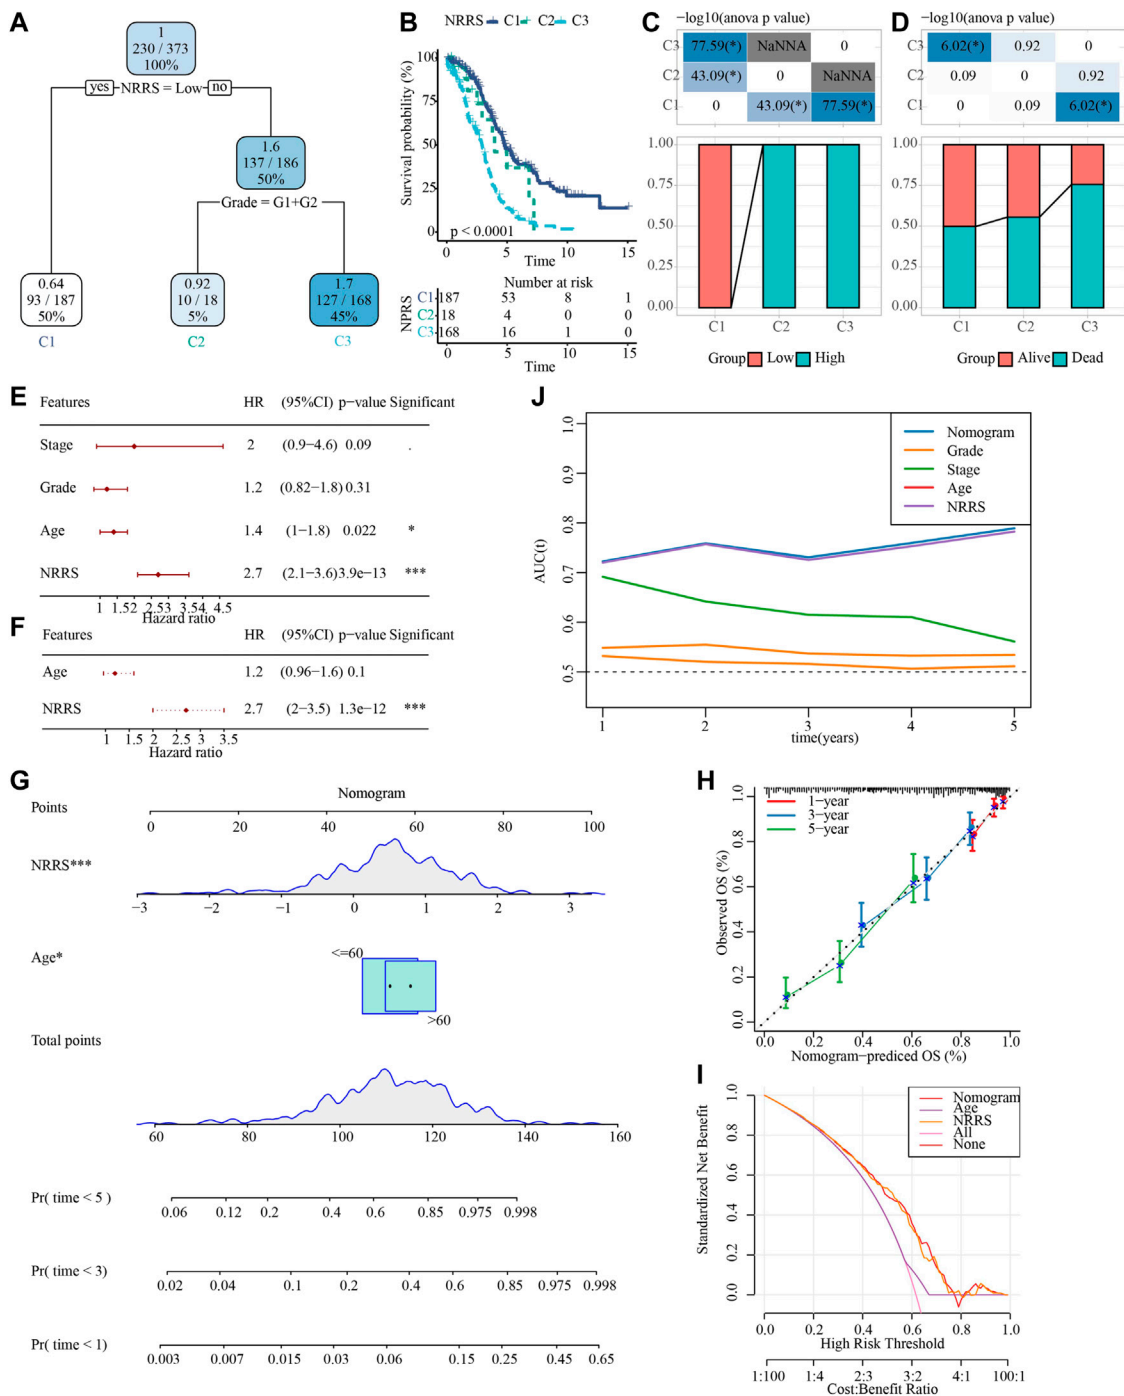 A
1
230 / 373
100%
yes NRRS = Low no
1.6
137 / 186
50%
Grade = G1+G2
0.64
93 / 187
50%
0.92
10 / 18
5%
1.7
127 / 168
45%
C1 C2 C3
B
NRRS C1 C2 C3
Survival probability (%)
100
75
50
25
0
p < 0.0001
0 5 10 15
Time
Number at risk
NPRS
C1 187 53 8 1
C2 18 4 0 0
C3 168 16 1 0
0 5 10 15
Time
C
−log10(anova p value)
C3 77.59(*) NaNNA 0
C2 43.09(*) 0 NaNNA
C1 0 43.09(*) 77.59(*)
1.00
0.75
0.50
0.25
0.00
C1 C2 C3
Group Low High
D
−log10(anova p value)
C3 6.02(*) 0.92 0
C2 0.09 0 0.92
C1 0 0.09 6.02(*)
1.00
0.75
0.50
0.25
0.00
C1 C2 C3
Group Alive Dead
E
Features HR (95%CI) p−value Significant
Stage 2 (0.9−4.6) 0.09 .
Grade 1.2 (0.82−1.8) 0.31
Age 1.4 (1−1.8) 0.022 *
NRRS 2.7 (2.1−3.6) 3.9e−13 ***
1 1.5 2 2.5 3 3.5 4 4.5
Hazard ratio
F
Features HR (95%CI) p−value Significant
Age 1.2 (0.96−1.6) 0.1
NRRS 2.7 (2−3.5) 1.3e−12 ***
1 1.5 2 2.5 3 3.5
Hazard ratio
J
AUC(t)
1.0
0.9
0.8
0.7
0.6
0.5
Nomogram
Grade
Stage
Age
NRRS
1 2 3 4 5
time(years)
G
Nomogram
Points
0 20 40 60 80 100
NRRS***
−3 −2 −1 0 1 2 3
Age*
<=60
>60
Total points
60 80 100 120 140 160
Pr( time < 5 )
0.06 0.12 0.2 0.4 0.6 0.85 0.975 0.998
Pr( time < 3)
0.02 0.04 0.1 0.2 0.4 0.6 0.85 0.975 0.998
Pr( time < 1)
0.003 0.007 0.015 0.03 0.06 0.15 0.25 0.45 0.65
H
1−year
3−year
5−year
Observed OS (%)
1.0
0.8
0.6
0.4
0.2
0.0
0.0 0.2 0.4 0.6 0.8 1.0
Nomogram−prediced OS (%)
I
Nomogram
Age
NRRS
All
None
Standardized Net Benefit
1.0
0.8
0.6
0.4
0.2
0.0
0.0 0.2 0.4 0.6 0.8 1.0
High Risk Threshold
1:100 1:4 2:3 3:2 4:1 100:1
Cost:Benefit Ratio